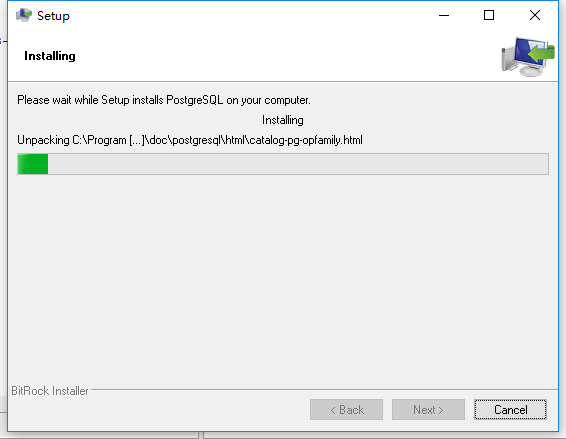 Setup
Installing
Please wait while Setup installs PostgreSQL on your computer.
Installing
Unpacking C:\Program [...]\doc\postgresql\html\catalog-pg-opfamily.html
BitRock Installer
< Back
Next >
Cancel